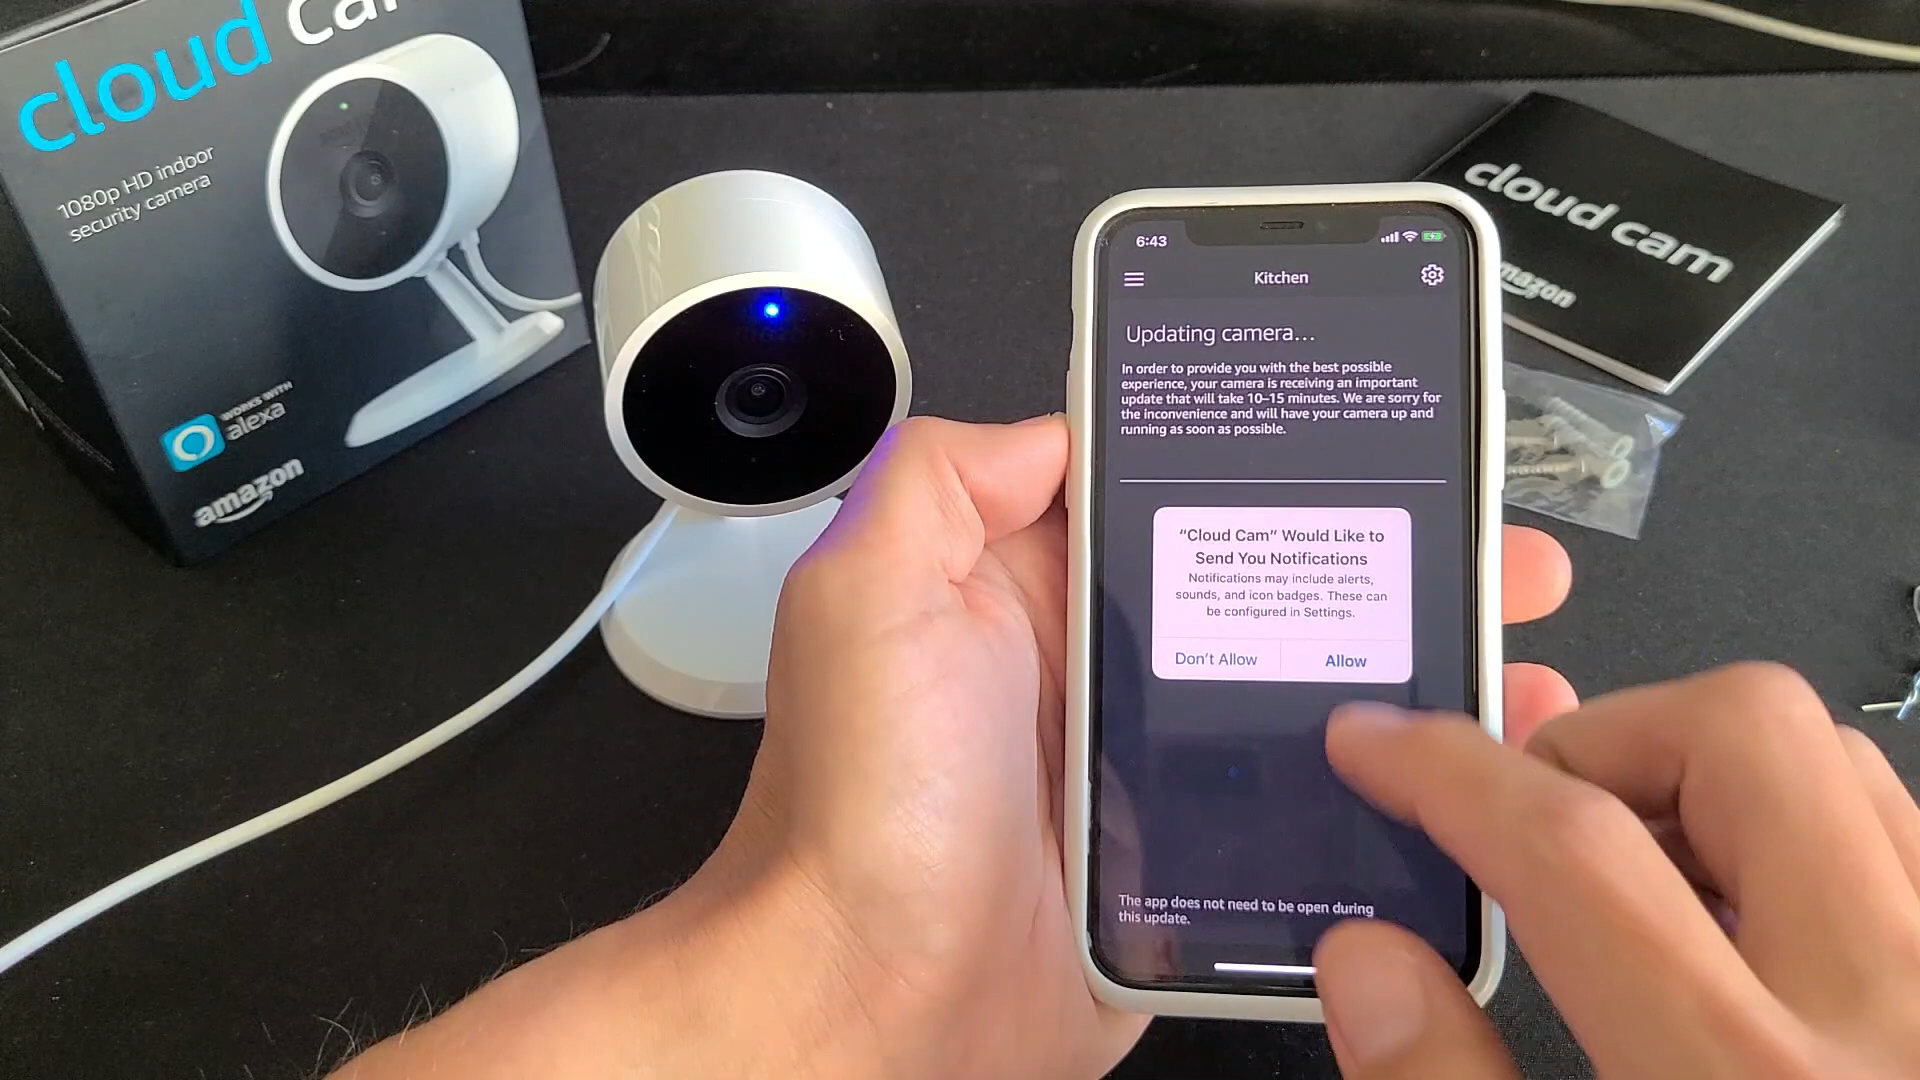 cloud
1080p HD indoor
security camera
WORKS WITH
alexa
amazon
6:43
Kitchen
Updating camera...
In order to provide you with the best possible
experience, your camera is receiving an important
update that will take 10–15 minutes. We are sorry for
the inconvenience and will have your camera up and
running as soon as possible.
“Cloud Cam” Would Like to
Send You Notifications
Notifications may include alerts,
sounds, and icon badges. These can
be configured in Settings.
Don’t Allow
Allow
The app does not need to be open during
this update.
cloud cam
amazon